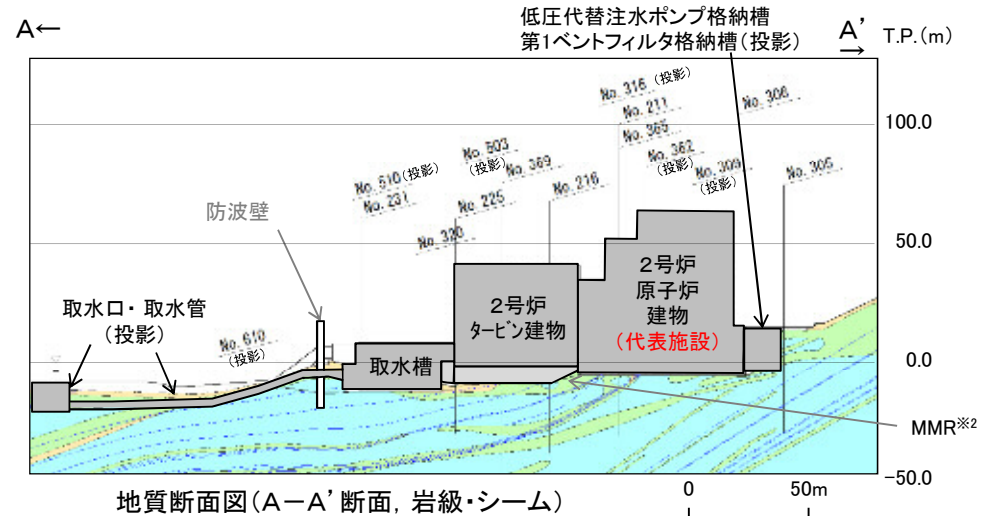 A←
低圧代替注水ポンプ格納槽
第1ベントフィルタ格納槽(投影)
A’
→
T.P.(m)
No. 316 (投影)
No. 211
No. 365
No. 362
(投影)
No. 309
(投影)
No. 306
No. 305
100.0
No. 503
(投影)
No. 369
No. 216
No. 510(投影)
No. 231
No. 225
No. 320
防波壁
50.0
2号炉
原子炉
建物
(代表施設)
2号炉
タービン建物
取水口・取水管
(投影)
No. 610
(投影)
取水槽
0.0
MMR※2
-50.0
地質断面図(A-A’断面, 岩級・シーム)
0
50m